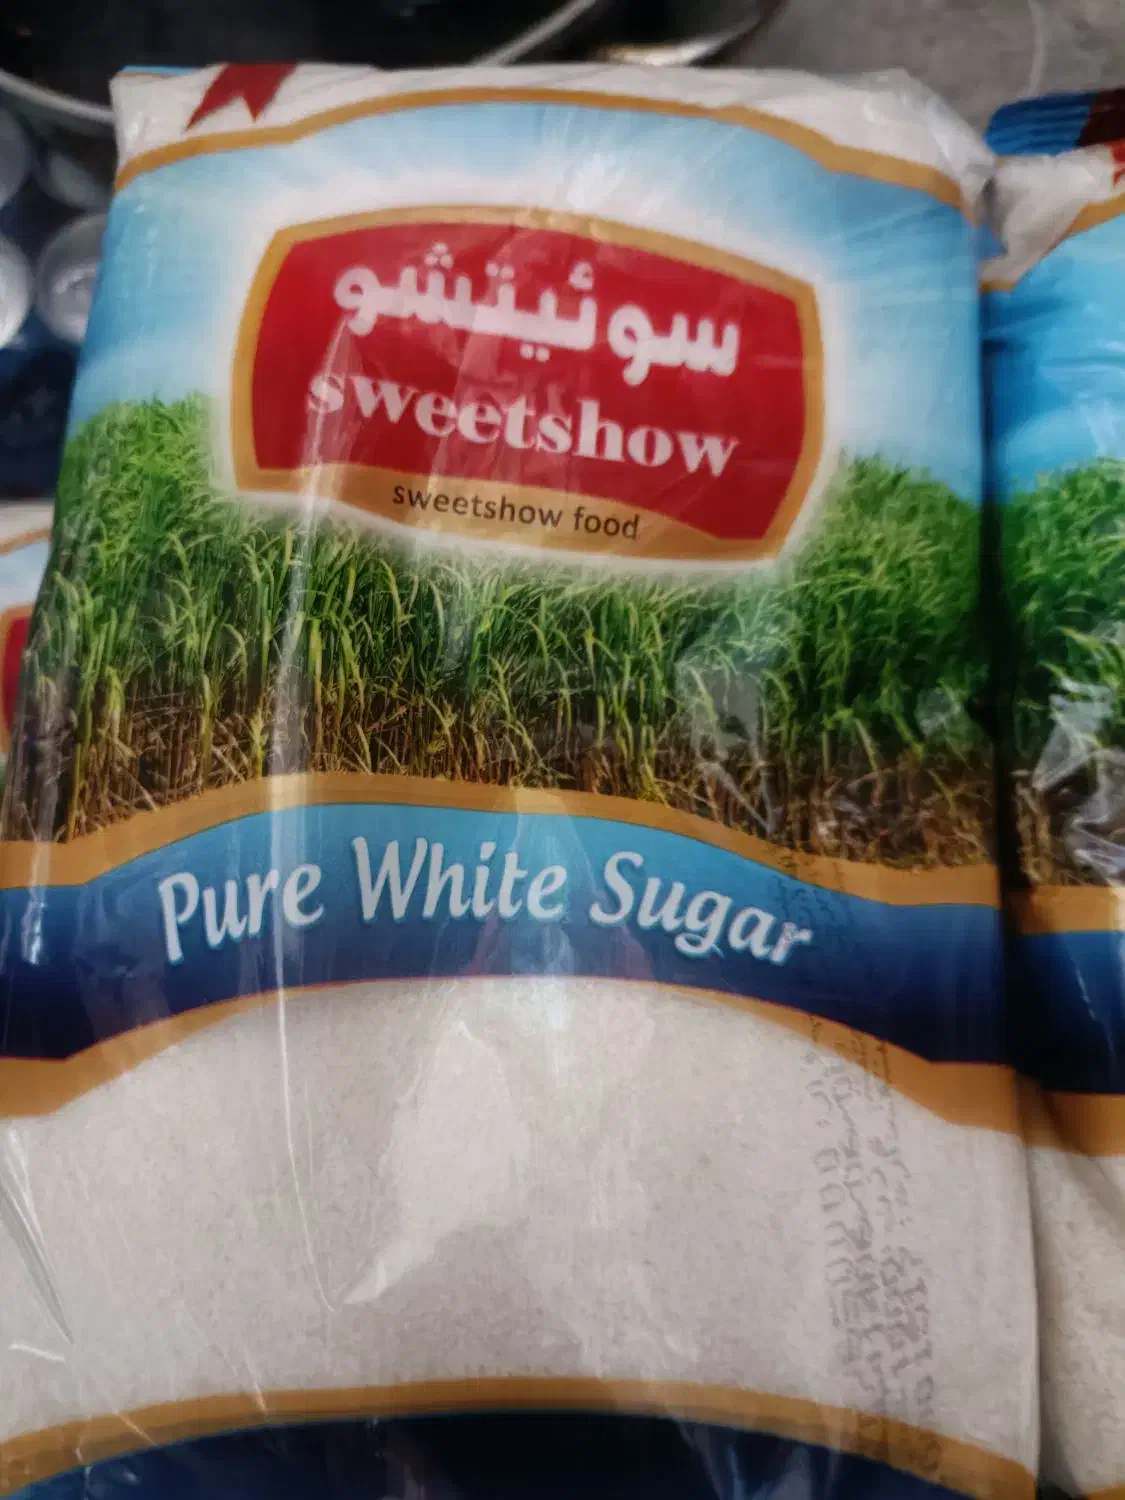 سوئيتشو
sweetshow
sweetshow food
Pure White Sugar